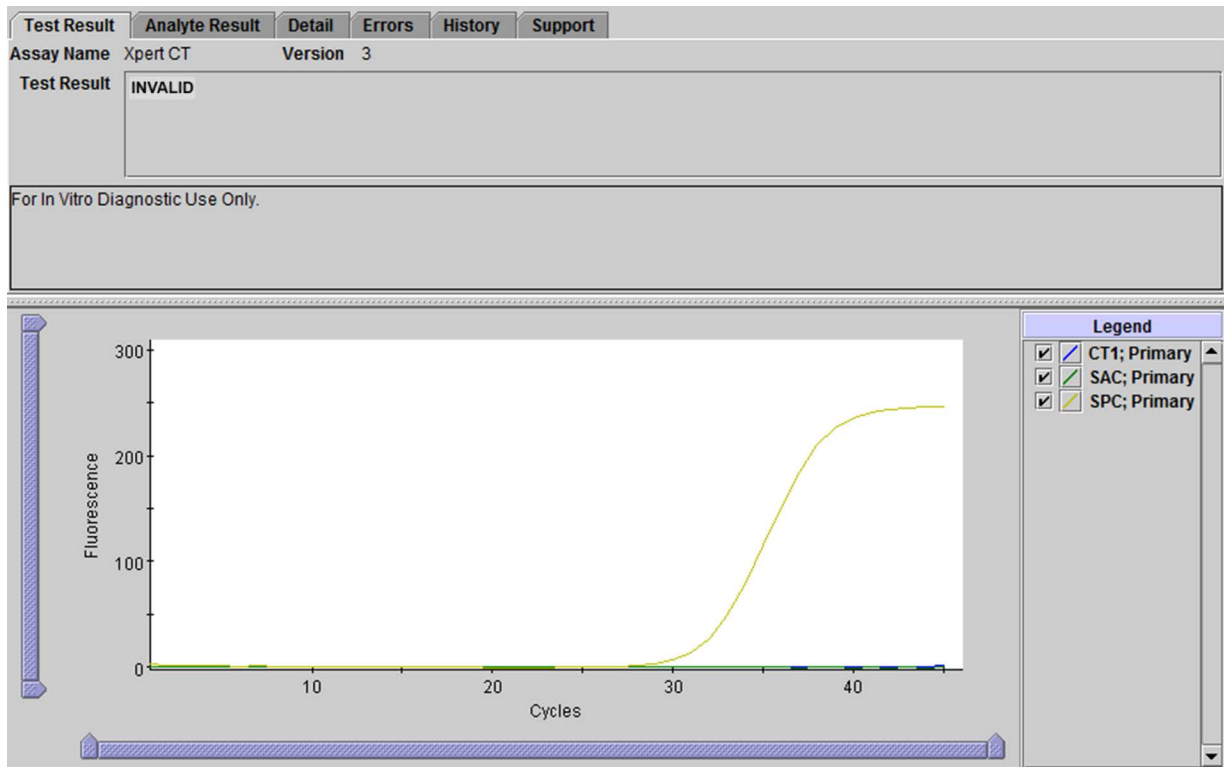 Test Result Analyte Result Detail Errors History Support
Assay Name Xpert CT Version 3
Test Result INVALID
For In Vitro Diagnostic Use Only.
Legend
CT1; Primary
SAC; Primary
SPC; Primary
300
200
100
0
Fluorescence
10 20 30 40
Cycles